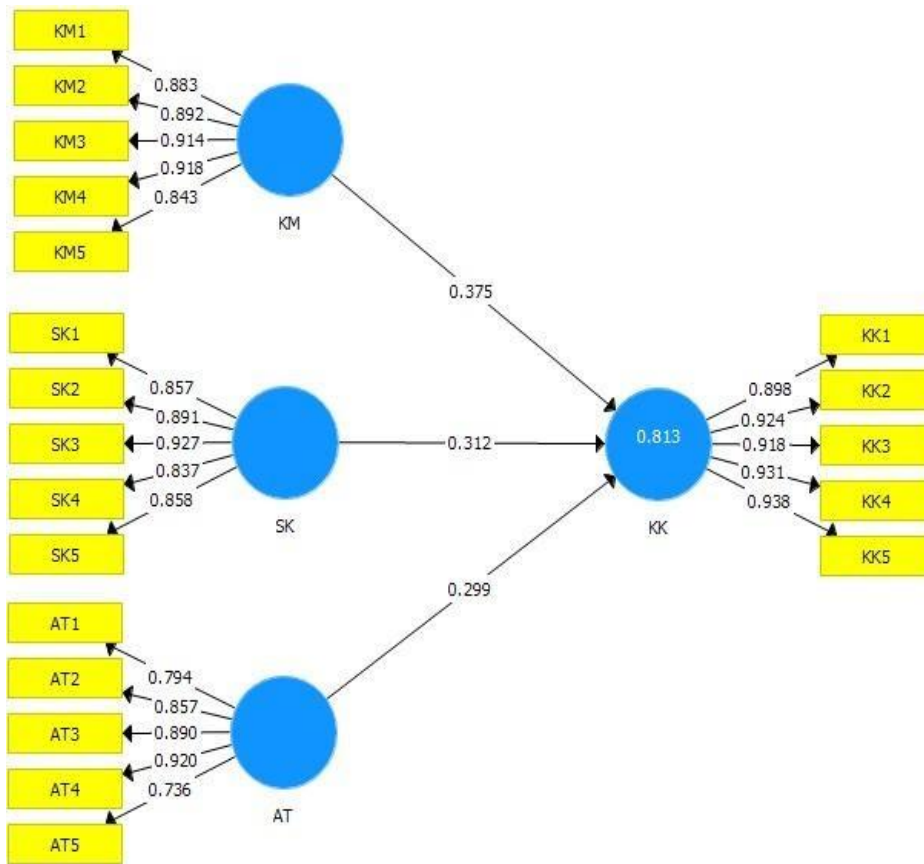 KM1
KM2
KM3
KM4
KM5
0.883
0.892
0.914
0.918
0.843
KM
0.375
SK1
SK2
SK3
SK4
SK5
0.857
0.891
0.927
0.837
0.858
SK
0.312
AT1
AT2
AT3
AT4
AT5
0.794
0.857
0.890
0.920
0.736
AT
0.299
0.813
KK
0.898
0.924
0.918
0.931
0.938
KK1
KK2
KK3
KK4
KK5